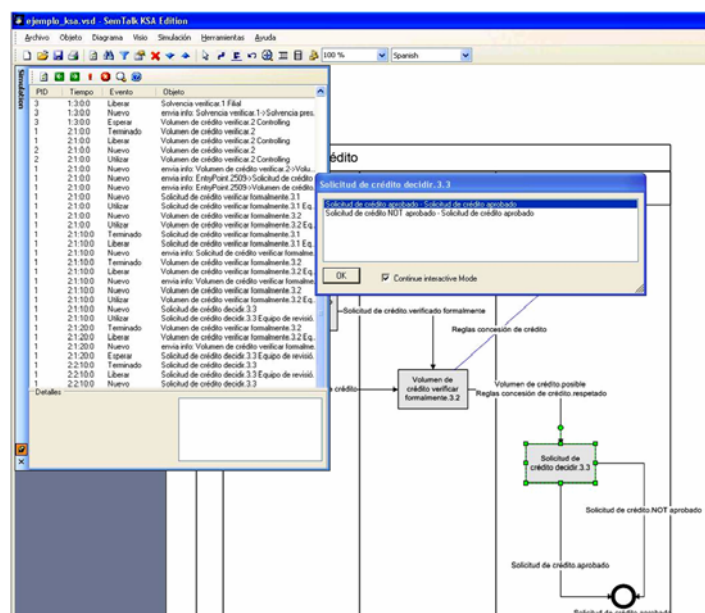 ejemplo_ksa.vsd - SemTalk KSA Edition
Archivo Objeto Diagrama Visio Simulación Herramientas Ayuda
100 %
Spanish
Simulation
PID Tiempo Evento Objeto
3 1:3:0:0 Liberar Solvencia verificar.1 Filial
3 1:3:0:0 Nuevo envia info: Solvencia verificar.1->Solvencia pres.
3 1:3:0:0 Esperar Volumen de crédito verificar.2 Controlling
1 2:1:0:0 Terminado Volumen de crédito verificar.2
1 2:1:0:0 Liberar Volumen de crédito verificar.2 Controlling
2 2:1:0:0 Nuevo Volumen de crédito verificar.2
2 2:1:0:0 Utilizar Volumen de crédito verificar.2 Controlling
1 2:1:0:0 Nuevo envia info: Volumen de crédito verificar.2->Volu...
1 2:1:0:0 Nuevo envia info: EntryPoint.2509->Solicitud de crédito
1 2:1:0:0 Nuevo envia info: EntryPoint.2509->Volumen de crédito.
1 2:1:0:0 Nuevo Solicitud de crédito verificar formalmente.3.1
1 2:1:0:0 Utilizar Solicitud de crédito verificar formalmente.3.1 Eq..
1 2:1:0:0 Nuevo Volumen de crédito verificar formalmente.3.2
1 2:1:0:0 Utilizar Volumen de crédito verificar formalmente.3.2 Eq..
1 2:1:10:0 Terminado Solicitud de crédito verificar formalmente.3.1
1 2:1:10:0 Liberar Solicitud de crédito verificar formalmente.3.1 Eq..
1 2:1:10:0 Nuevo envia info: Solicitud de crédito verificar formalme..
1 2:1:10:0 Terminado Volumen de crédito verificar formalmente.3.2
1 2:1:10:0 Liberar Volumen de crédito verificar formalmente.3.2 Eq..
1 2:1:10:0 Nuevo envia info: Volumen de crédito verificar formalme..
1 2:1:10:0 Nuevo Volumen de crédito verificar formalmente.3.2
1 2:1:10:0 Utilizar Volumen de crédito verificar formalmente.3.2 Eq..
1 2:1:10:0 Nuevo Solicitud de crédito decidir.3.3
1 2:1:10:0 Utilizar Solicitud de crédito decidir.3.3 Equipo de revisió.
1 2:1:20:0 Terminado Volumen de crédito verificar formalmente.3.2
1 2:1:20:0 Liberar Volumen de crédito verificar formalmente.3.2 Eq..
1 2:1:20:0 Nuevo envia info: Volumen de crédito verificar formalme..
1 2:1:20:0 Esperar Solicitud de crédito decidir.3.3 Equipo de revisió.
1 2:2:10:0 Terminado Solicitud de crédito decidir.3.3
1 2:2:10:0 Liberar Solicitud de crédito decidir.3.3 Equipo de revisió.
1 2:2:10:0 Nuevo Solicitud de crédito decidir.3.3
Detalles
édito
Solicitud de crédito decidir.3.3
Solicitud de crédito aprobado - Solicitud de crédito aprobado
Solicitud de crédito NOT aprobado - Solicitud de crédito aprobado
OK
Continue interactive Mode
Solicitud de crédito.verificado formalmente
Reglas concesión de crédito
e crédito
Volumen de
crédito verificar
formalmente.3.2
Volumen de crédito.posible
Reglas concesión de crédito.respetado
Solicitud de
crédito decidir.3.3
Solicitud de crédito.NOT aprobado
Solicitud de crédito.aprobado
Solicitud de crédito aprobado